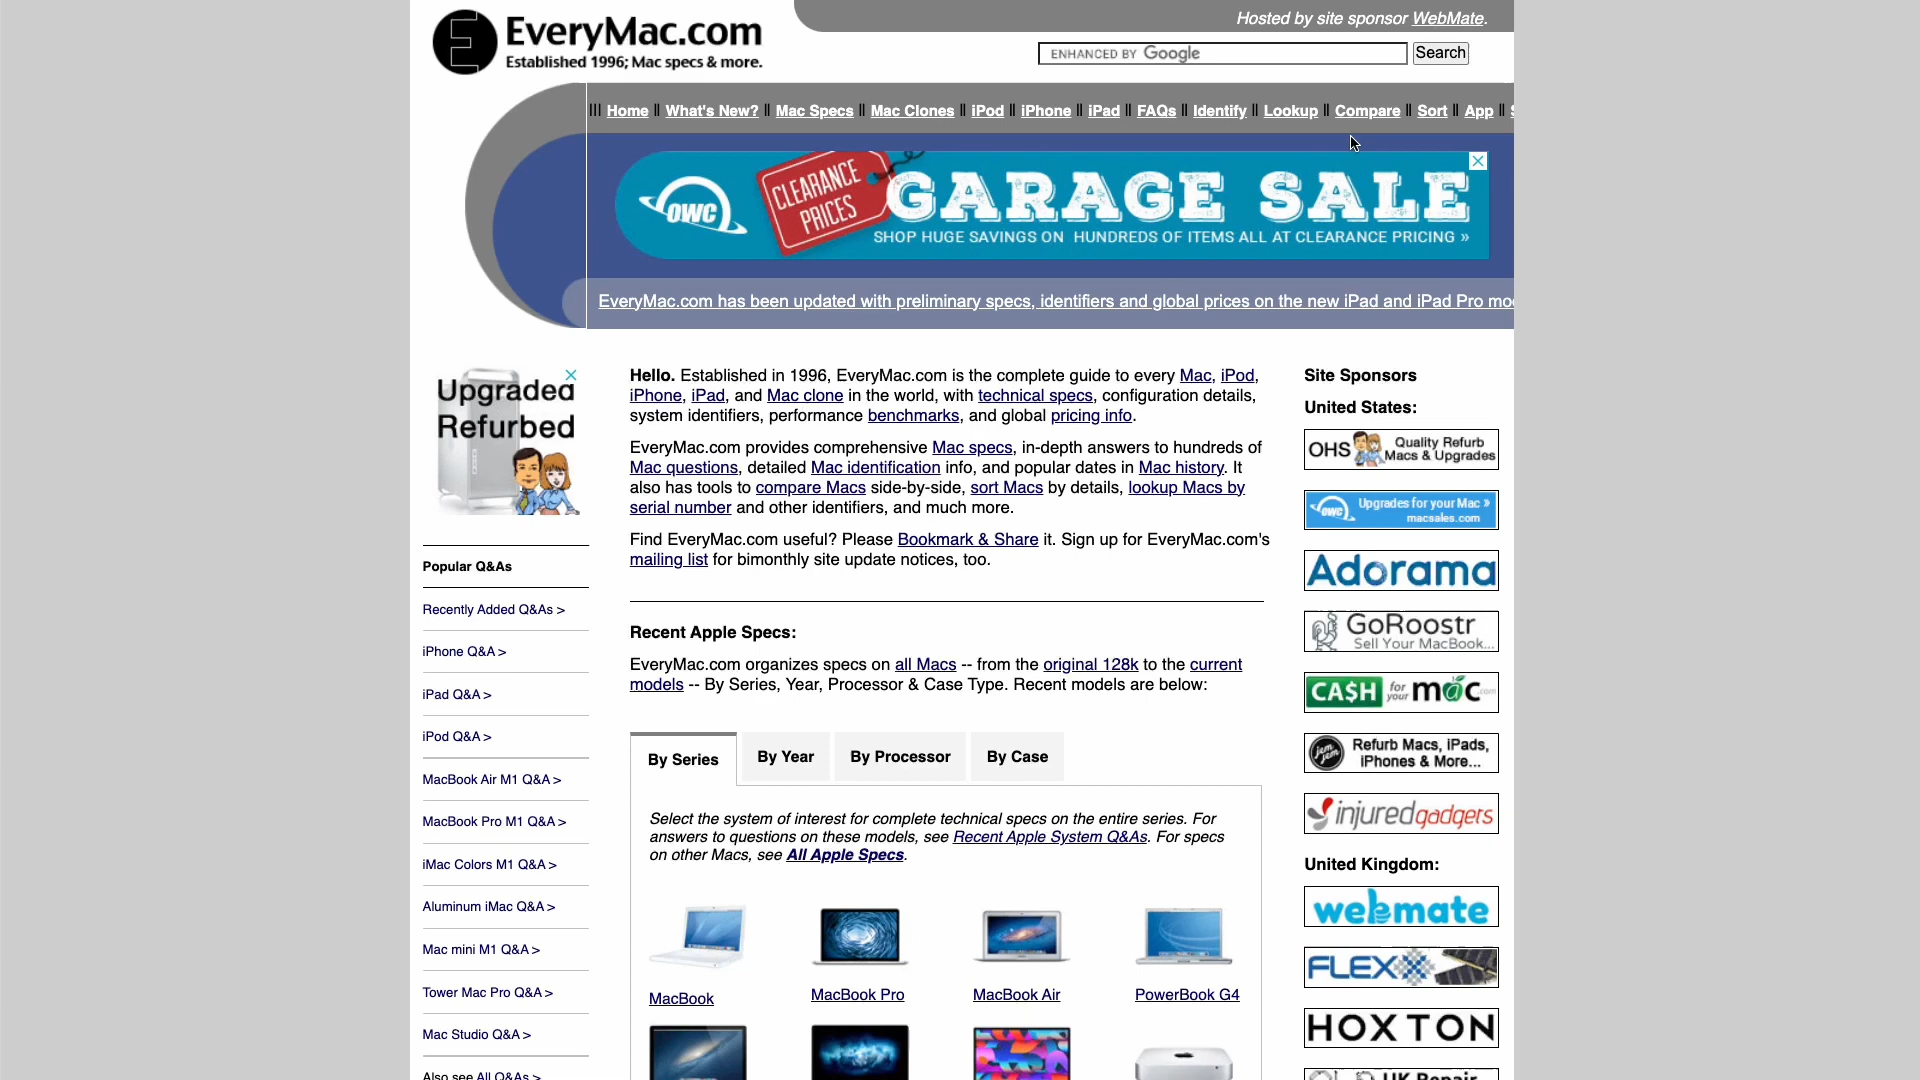 EveryMac.com
Established 1996; Mac specs & more.
Hosted by site sponsor WebMate.
ENHANCED BY Google
Search
||| Home || What's New? || Mac Specs || Mac Clones || iPod || iPhone || iPad || FAQs || Identify || Lookup || Compare || Sort || App ||
OWC
CLEARANCE PRICES
GARAGE SALE
SHOP HUGE SAVINGS ON HUNDREDS OF ITEMS ALL AT CLEARANCE PRICING »
EveryMac.com has been updated with preliminary specs, identifiers and global prices on the new iPad and iPad Pro mo
Upgraded
Refurbed
Popular Q&As
Recently Added Q&As >
iPhone Q&A >
iPad Q&A >
iPod Q&A >
MacBook Air M1 Q&A >
MacBook Pro M1 Q&A >
iMac Colors M1 Q&A >
Aluminum iMac Q&A >
Mac mini M1 Q&A >
Tower Mac Pro Q&A >
Mac Studio Q&A >
Also see All Q&As >
Hello. Established in 1996, EveryMac.com is the complete guide to every Mac, iPod,
iPhone, iPad, and Mac clone in the world, with technical specs, configuration details,
system identifiers, performance benchmarks, and global pricing info.
EveryMac.com provides comprehensive Mac specs, in-depth answers to hundreds of
Mac questions, detailed Mac identification info, and popular dates in Mac history. It
also has tools to compare Macs side-by-side, sort Macs by details, lookup Macs by
serial number and other identifiers, and much more.
Find EveryMac.com useful? Please Bookmark & Share it. Sign up for EveryMac.com's
mailing list for bimonthly site update notices, too.
Recent Apple Specs:
EveryMac.com organizes specs on all Macs -- from the original 128k to the current
models -- By Series, Year, Processor & Case Type. Recent models are below:
By Series
By Year
By Processor
By Case
Select the system of interest for complete technical specs on the entire series. For
answers to questions on these models, see Recent Apple System Q&As. For specs
on other Macs, see All Apple Specs.
MacBook
MacBook Pro
MacBook Air
PowerBook G4
Site Sponsors
United States:
OHS Quality Refurb
Macs & Upgrades
OWC Upgrades for your Mac »
macsales.com
Adorama
GoRoostr
Sell Your MacBook...
CA$H for your mac.com
jemjem Refurb Macs, iPads,
iPhones & More...
injuredgadgets
United Kingdom:
webmate
FLEX
HOXTON
UK Repair